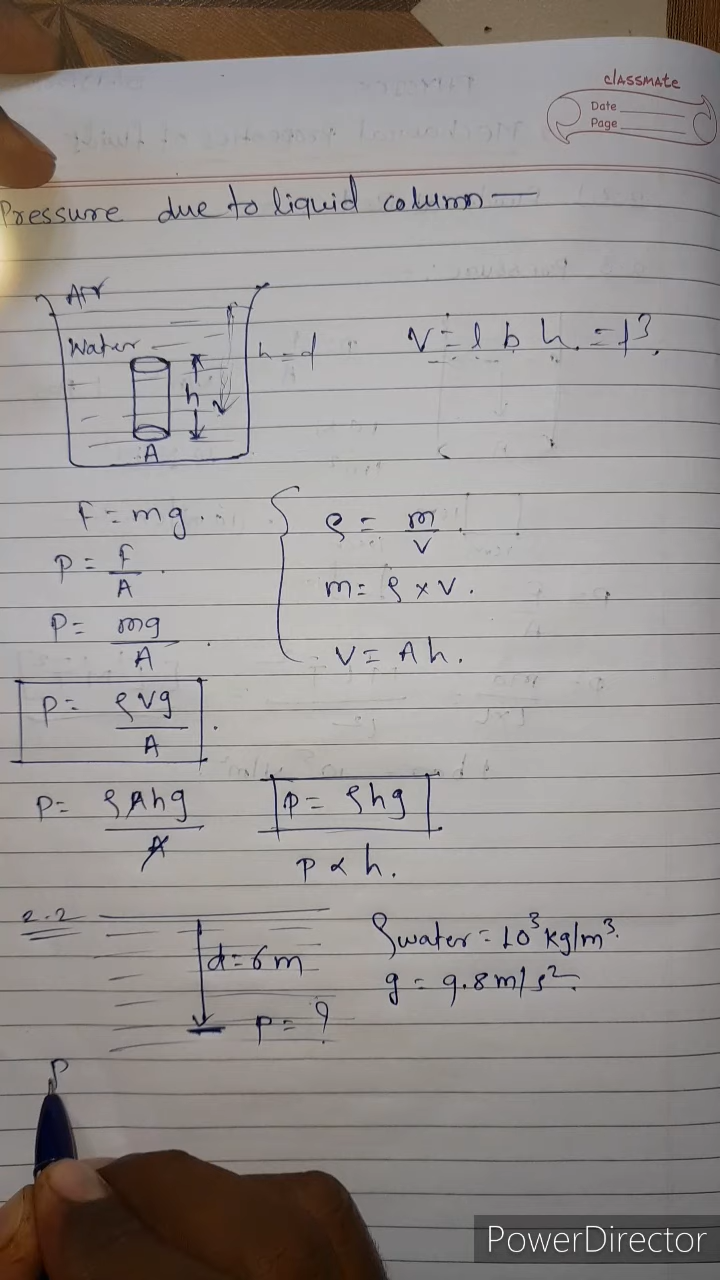 classmate
Date
Page
Pressure due to liquid column —
Air
Water
h = d
h
A
V = l b h. = l³.
F = mg.
P = F/A.
P = mg/A.
P = ρVg/A.
ρ = m/V.
m = ρ × V.
V = Ah.
P = ρAhg/A
P = ρhg
P ∝ h.
2.2
d = 6 m
P = ?
ρwater = 10³ kg/m³.
g = 9.8 m/s².
P
PowerDirector